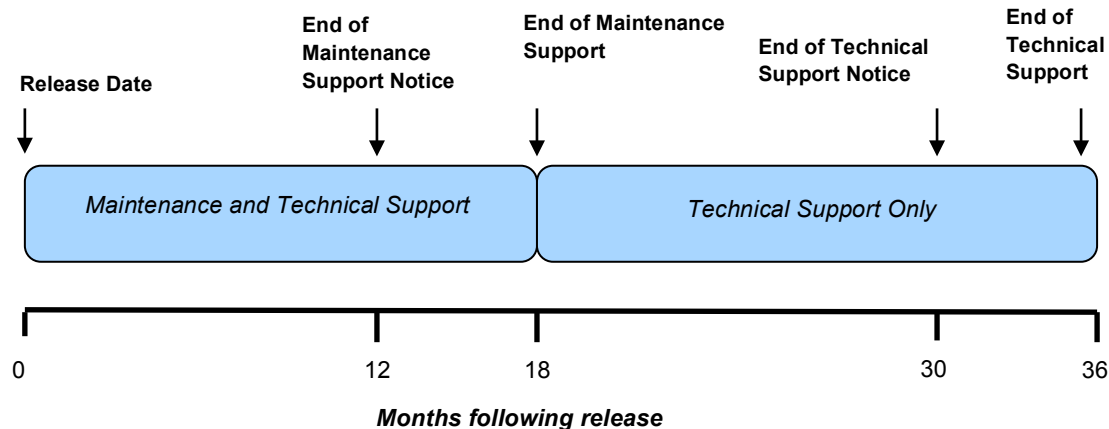 Release Date
End of
Maintenance
Support Notice
End of Maintenance
Support
End of Technical
Support Notice
End of
Technical
Support
Maintenance and Technical Support
Technical Support Only
0
12
18
30
36
Months following release